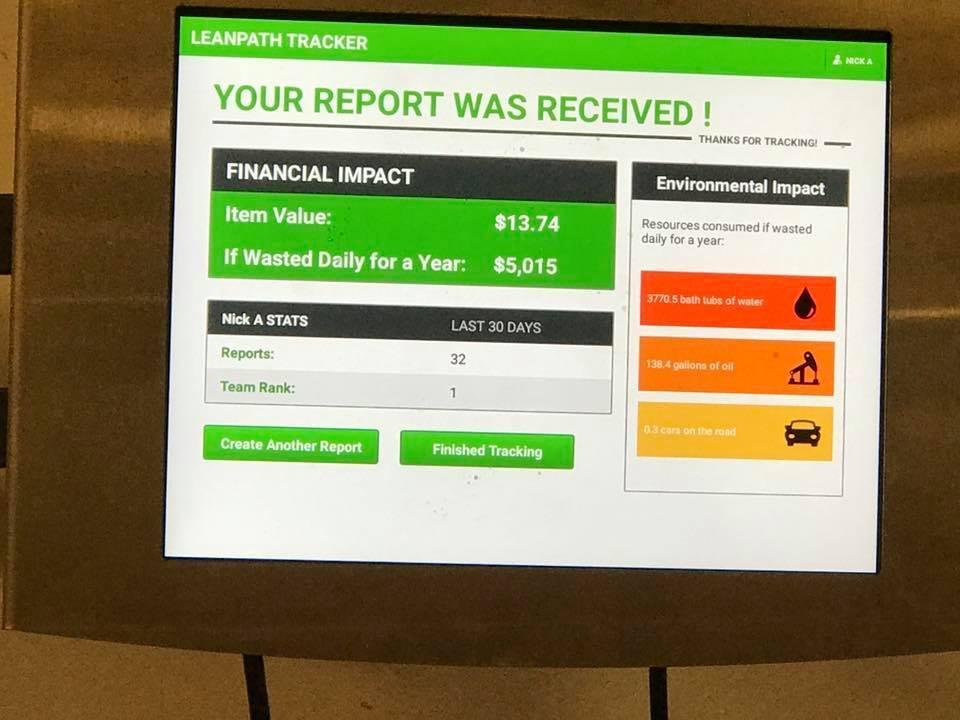 LEANPATH TRACKER
NICK A
YOUR REPORT WAS RECEIVED !
THANKS FOR TRACKING!
FINANCIAL IMPACT
Item Value: $13.74
If Wasted Daily for a Year: $5,015
Nick A STATS LAST 30 DAYS
Reports: 32
Team Rank: 1
Create Another Report
Finished Tracking
Environmental Impact
Resources consumed if wasted
daily for a year:
3770.5 bath tubs of water
138.4 gallons of oil
0.3 cars on the road